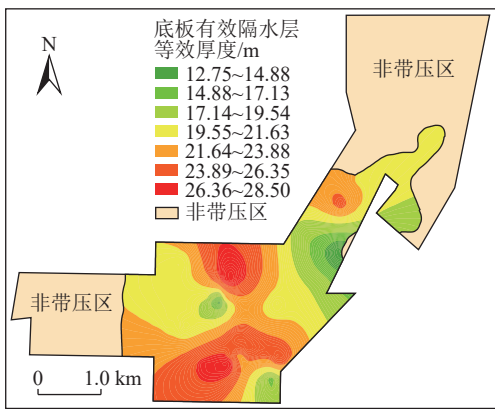 N
底板有效隔水层
等效厚度/m
12.75~14.88
14.88~17.13
17.14~19.54
19.55~21.63
21.64~23.88
23.89~26.35
26.36~28.50
非带压区
非带压区
非带压区
0 1.0 km